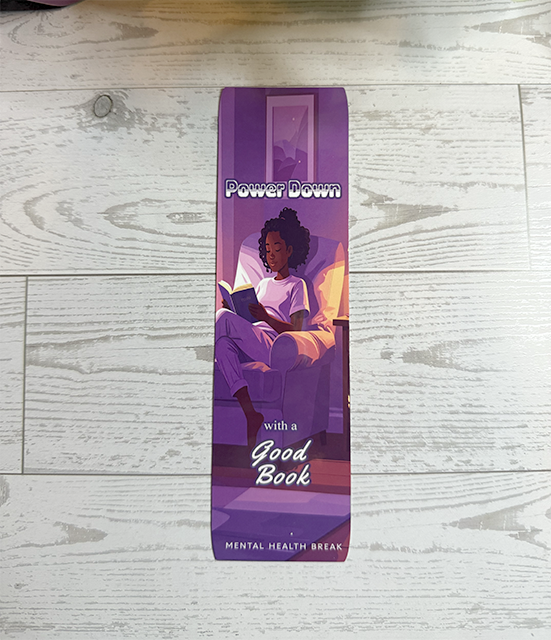 Power Down
with a
Good
Book
MENTAL HEALTH BREAK